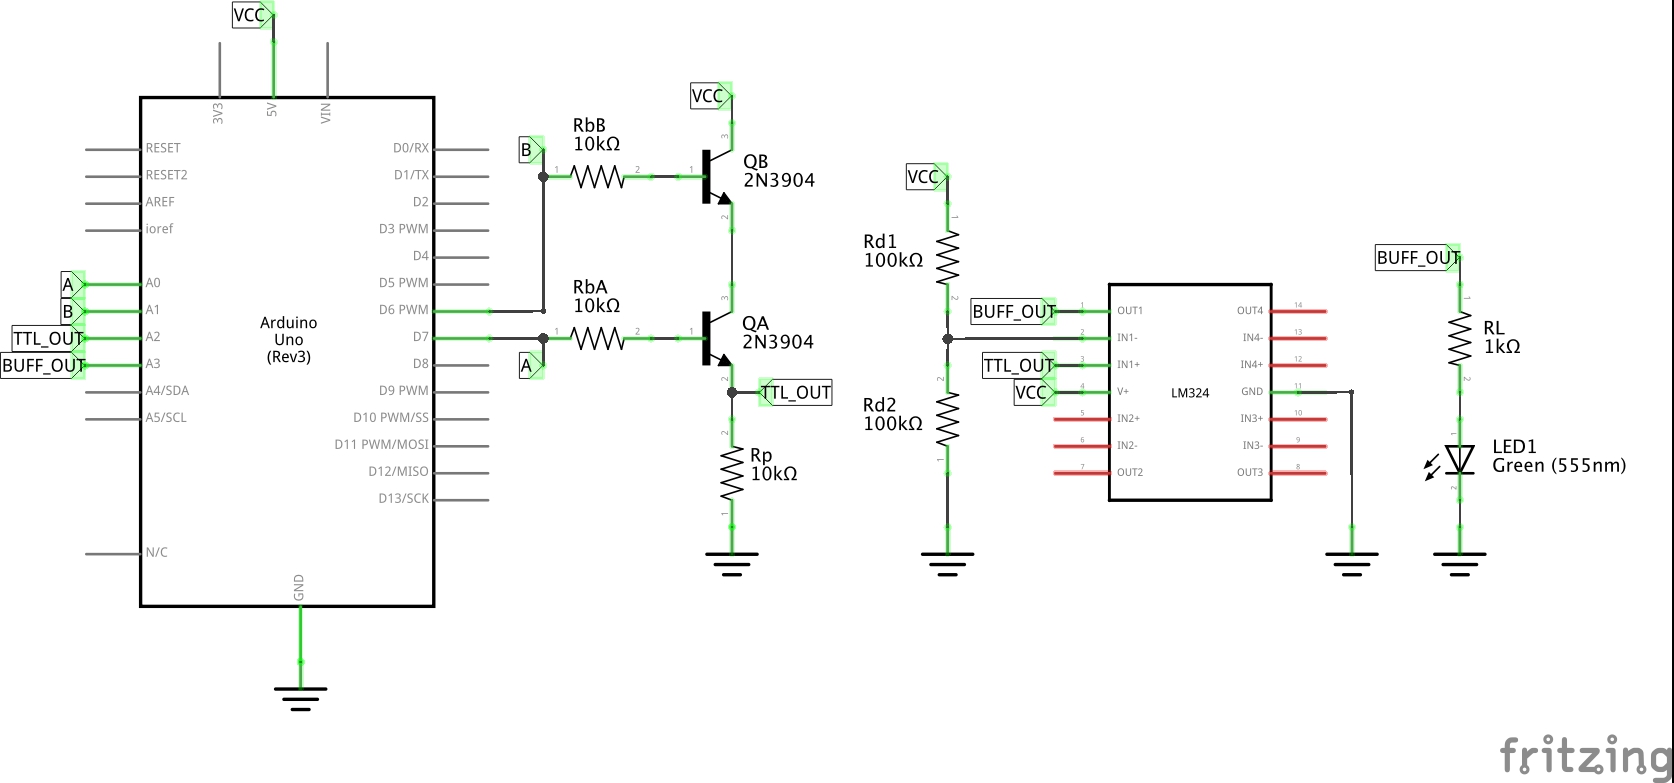 VCC
3V3
5V
VIN
RESET
RESET2
AREF
ioref
A
A0
B
A1
TTL_OUT
A2
BUFF_OUT
A3
A4/SDA
A5/SCL
N/C
Arduino
Uno
(Rev3)
D0/RX
D1/TX
D2
D3 PWM
D4
D5 PWM
D6 PWM
D7
D8
D9 PWM
D10 PWM/SS
D11 PWM/MOSI
D12/MISO
D13/SCK
GND
B
RbB
10kΩ
1
2
1
VCC
3
QB
2N3904
2
A
RbA
10kΩ
1
2
1
3
QA
2N3904
2
TTL_OUT
2
Rp
10kΩ
1
VCC
1
Rd1
100kΩ
2
2
Rd2
100kΩ
1
BUFF_OUT
1
OUT1
2
IN1-
TTL_OUT
3
IN1+
VCC
4
V+
5
IN2+
6
IN2-
7
OUT2
LM324
OUT4
14
IN4-
13
IN4+
12
GND
11
IN3+
10
IN3-
9
OUT3
8
BUFF_OUT
1
RL
1kΩ
2
1
LED1
Green (555nm)
2
fritzing